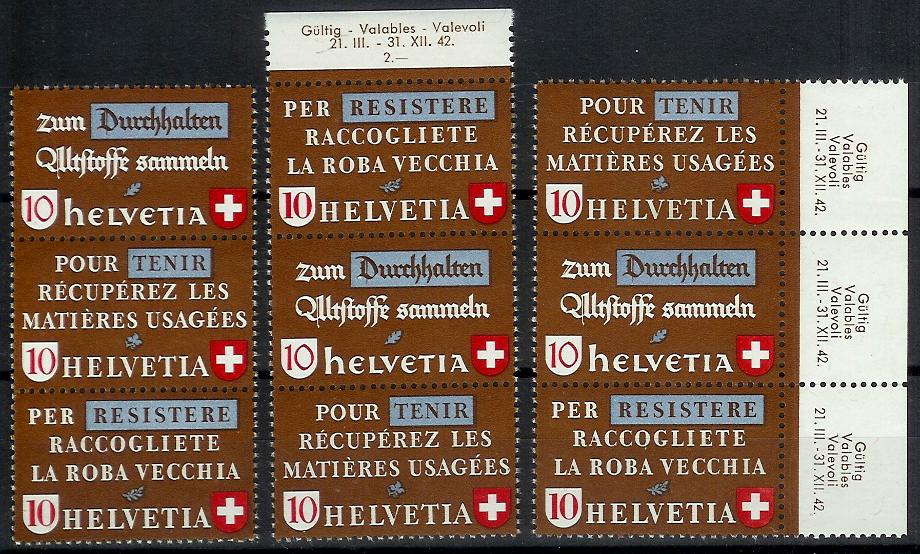 zum Durchhalten
Altstoffe sammeln
10 helvetia
POUR TENIR
RÉCUPÉREZ LES
MATIÈRES USAGÉES
10 HELVETIA
PER RESISTERE
RACCOGLIETE
LA ROBA VECCHIA
10 HELVETIA
Gültig - Valables - Valevoli
21. III. - 31. XII. 42.
2.—
PER RESISTERE
RACCOGLIETE
LA ROBA VECCHIA
10 HELVETIA
zum Durchhalten
Altstoffe sammeln
10 helvetia
POUR TENIR
RÉCUPÉREZ LES
MATIÈRES USAGÉES
10 HELVETIA
POUR TENIR
RÉCUPÉREZ LES
MATIÈRES USAGÉES
10 HELVETIA
zum Durchhalten
Altstoffe sammeln
10 helvetia
PER RESISTERE
RACCOGLIETE
LA ROBA VECCHIA
10 HELVETIA
Gültig
Valables
Valevoli
21. III. - 31. XII. 42.
Gültig
Valables
Valevoli
21. III. - 31. XII. 42.
Gültig
Valables
Valevoli
21. III. - 31. XII. 42.